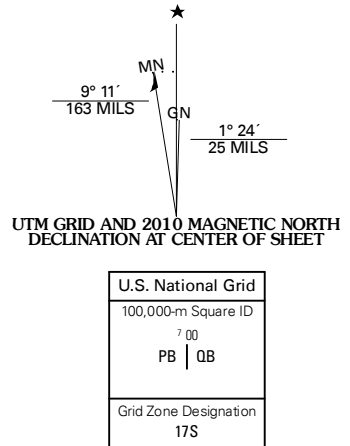 MN
9° 11´
163 MILS
GN
1° 24´
25 MILS
UTM GRID AND 2010 MAGNETIC NORTH
DECLINATION AT CENTER OF SHEET
U.S. National Grid
100,000-m Square ID
7 00
PB QB
Grid Zone Designation
17S